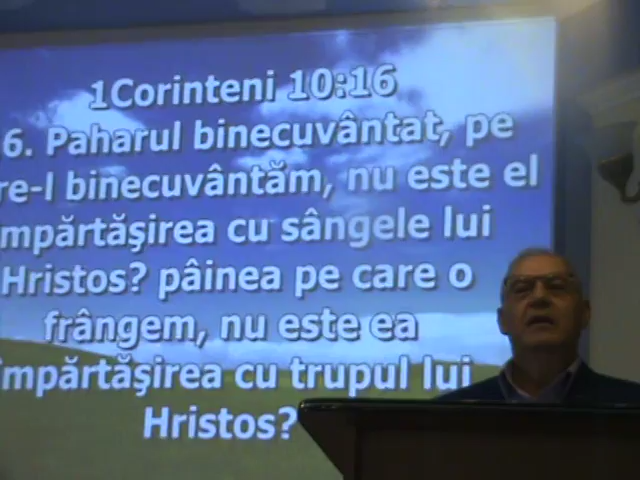 1Corinteni 10:16
6. Paharul binecuvântat, pe
re-l binecuvântăm, nu este el
mpărtăşirea cu sângele lui
Hristos? pâinea pe care o
frângem, nu este ea
împărtăşirea cu trupul lui
Hristos?